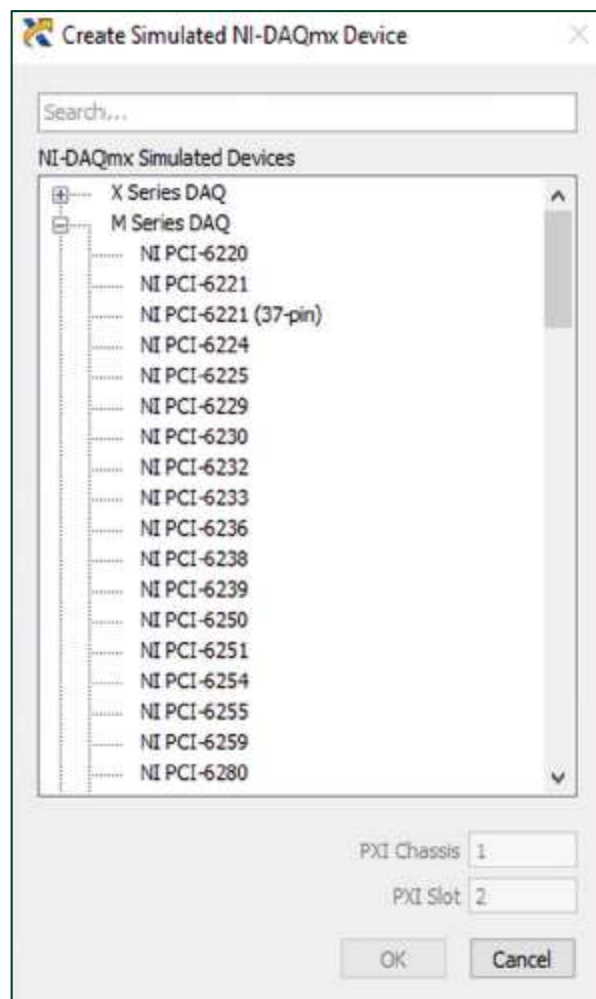 Create Simulated NI-DAQmx Device
Search...
NI-DAQmx Simulated Devices
X Series DAQ
M Series DAQ
NI PCI-6220
NI PCI-6221
NI PCI-6221 (37-pin)
NI PCI-6224
NI PCI-6225
NI PCI-6229
NI PCI-6230
NI PCI-6232
NI PCI-6233
NI PCI-6236
NI PCI-6238
NI PCI-6239
NI PCI-6250
NI PCI-6251
NI PCI-6254
NI PCI-6255
NI PCI-6259
NI PCI-6280
PXI Chassis 1
PXI Slot 2
OK Cancel